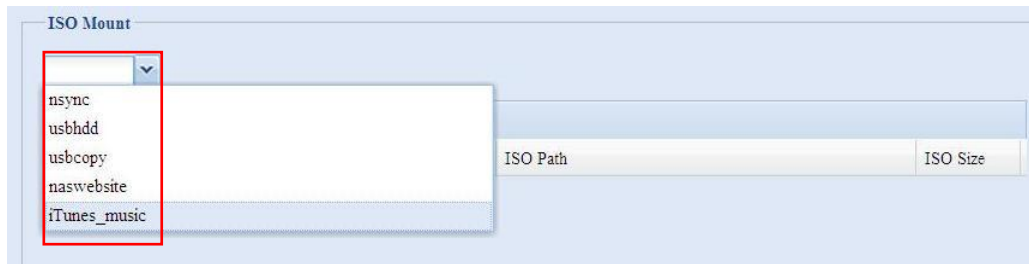 ISO Mount
nsync
usbhdd
usbcopy
naswebsite
iTunes_music
ISO Path ISO Size